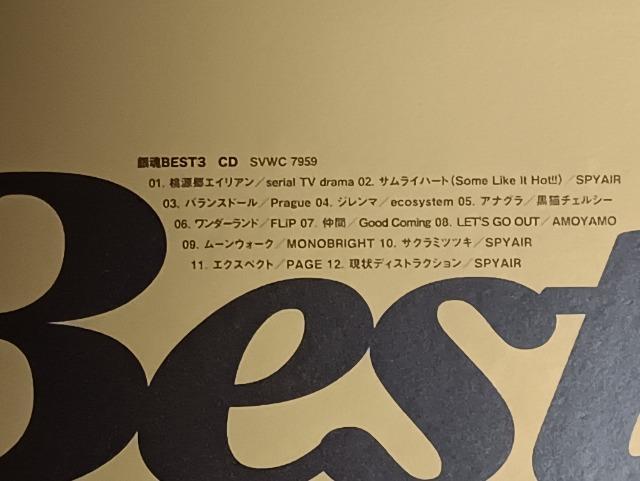 銀魂BEST3 CD SVWC 7959
01. 桃源郷エイリアン／serial TV drama 02. サムライハート(Some Like It Hot!!)／SPYAIR
03. バランスドール／Prague 04. ジレンマ／ecosystem 05. アナグラ／黒猫チェルシー
06. ワンダーランド／FLiP 07. 仲間／Good Coming 08. LET'S GO OUT／AMOYAMO
09. ムーンウォーク／MONOBRIGHT 10. サクラミツツキ／SPYAIR
11. エクスペクト／PAGE 12. 現状ディストラクション／SPYAIR
Best